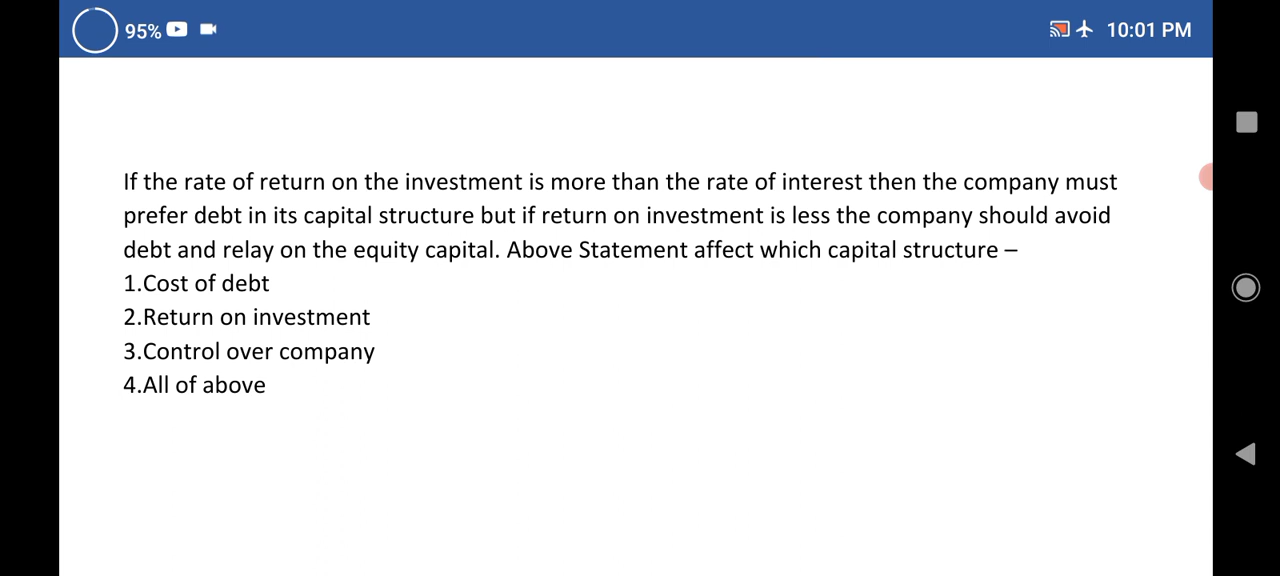 95% 10:01 PM
If the rate of return on the investment is more than the rate of interest then the company must
prefer debt in its capital structure but if return on investment is less the company should avoid
debt and relay on the equity capital. Above Statement affect which capital structure –
1.Cost of debt
2.Return on investment
3.Control over company
4.All of above